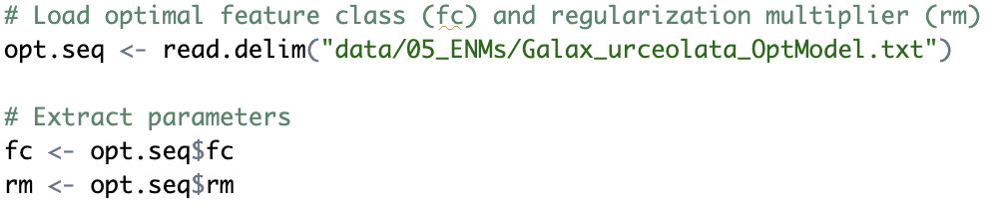 # Load optimal feature class (fc) and regularization multiplier (rm)
opt.seq <- read.delim("data/05_ENMs/Galax_urceolata_OptModel.txt")
# Extract parameters
fc <- opt.seq$fc
rm <- opt.seq$rm